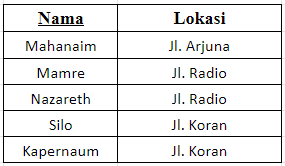 Nama Lokasi
Mahanaim Jl. Arjuna
Mamre Jl. Radio
Nazareth Jl. Radio
Silo Jl. Koran
Kapernaum Jl. Koran